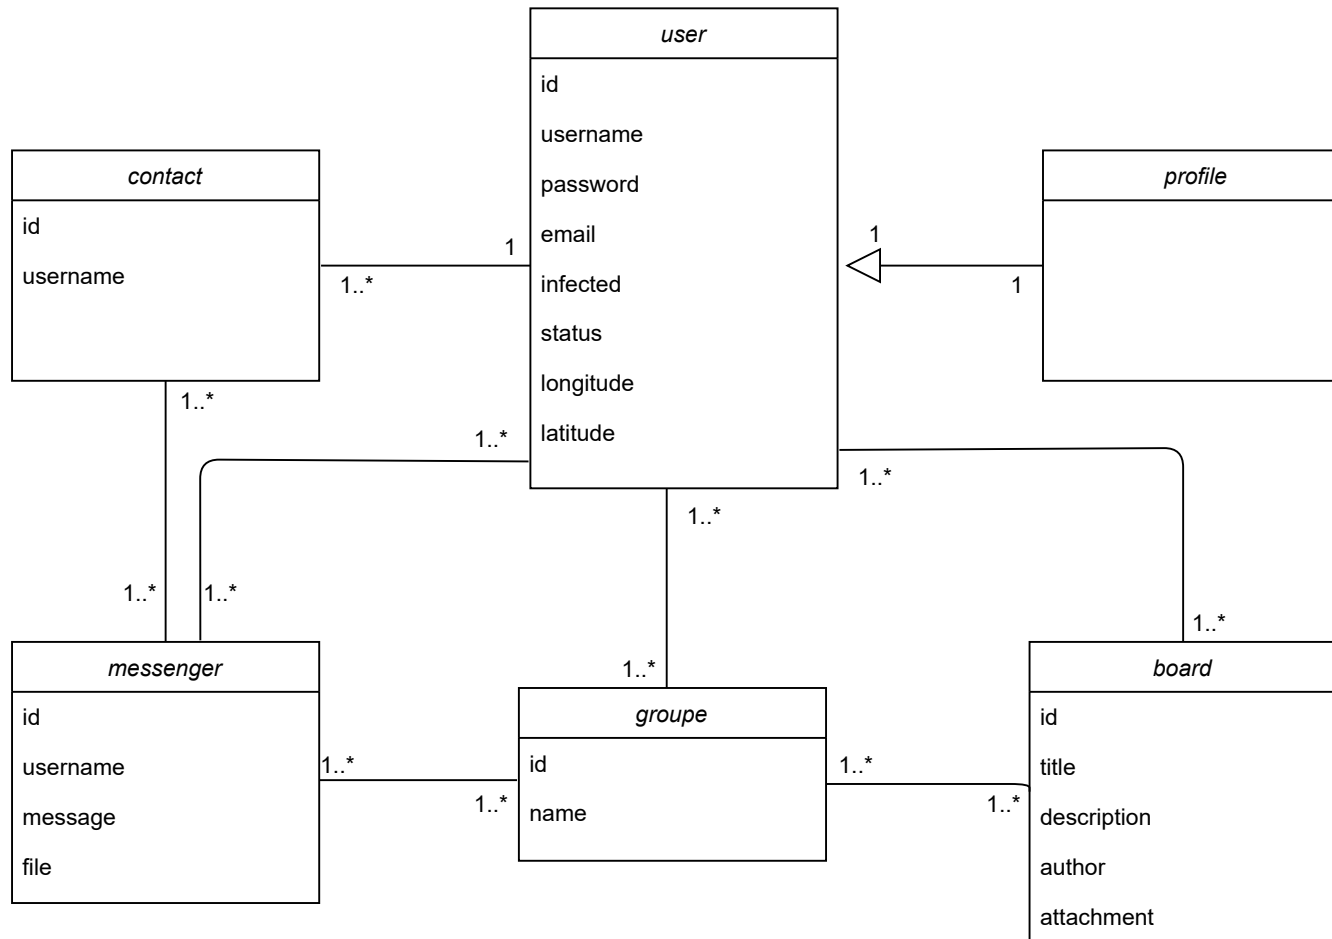 user
id
username
password
email
infected
status
longitude
latitude
contact
id
username
profile
1
1..*
1
1
1..*
1..*
1..*
1..*
1..*
1..*
1..*
1..*
1..*
messenger
id
username
message
file
1..*
1..*
groupe
id
name
1..*
1..*
board
id
title
description
author
attachment